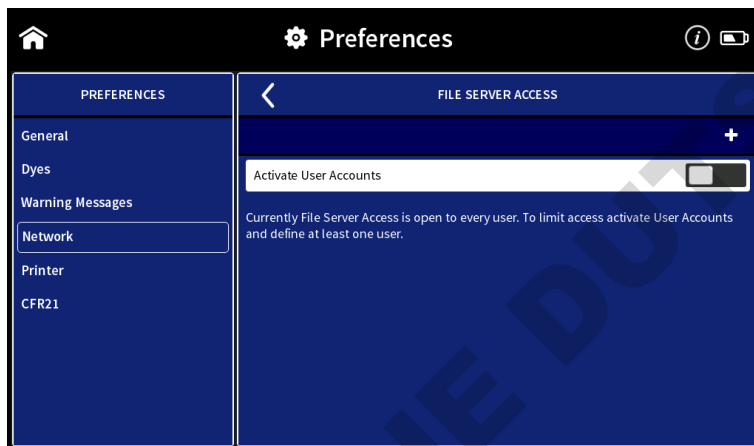 Preferences
i
PREFERENCES
FILE SERVER ACCESS
General
Dyes
Activate User Accounts
Warning Messages
Currently File Server Access is open to every user. To limit access activate User Accounts
and define at least one user.
Network
Printer
CFR21